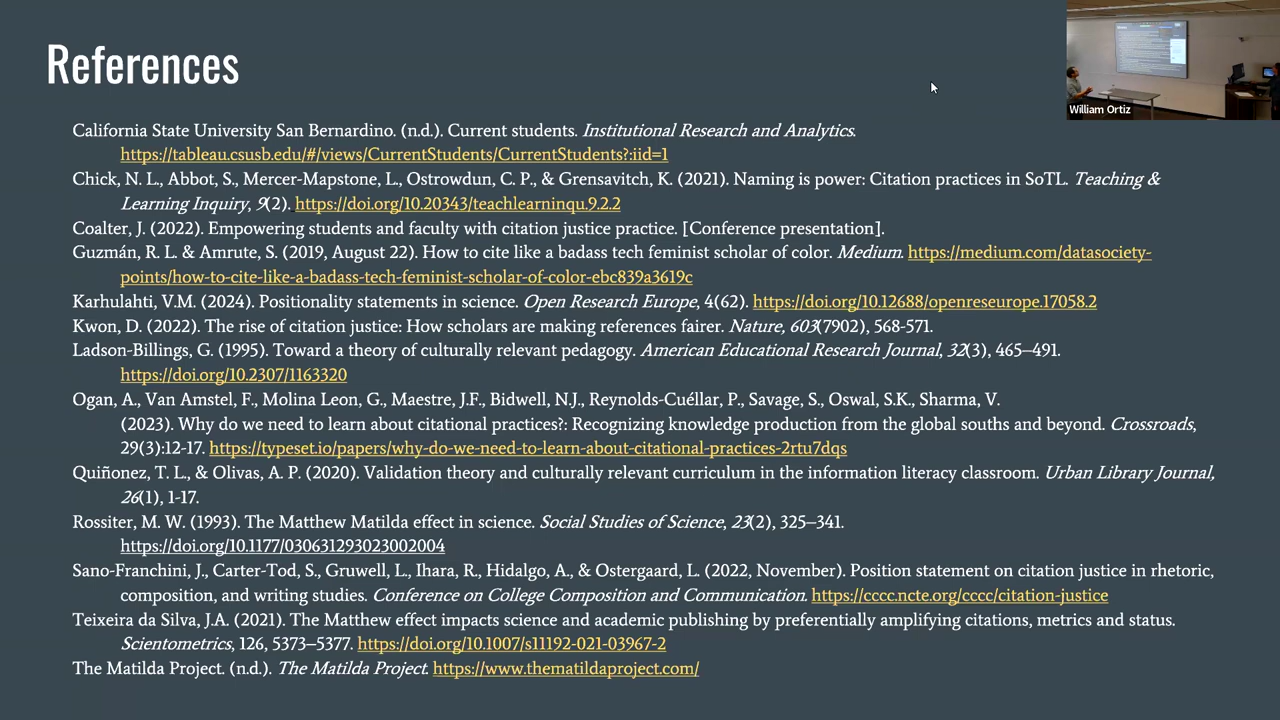 References
William Ortiz
California State University San Bernardino. (n.d.). Current students. Institutional Research and Analytics.
https://tableau.csusb.edu/#/views/CurrentStudents/CurrentStudents?:iid=1
Chick, N. L., Abbot, S., Mercer-Mapstone, L., Ostrowdun, C. P., & Grensavitch, K. (2021). Naming is power: Citation practices in SoTL. Teaching &
Learning Inquiry, 9(2). https://doi.org/10.20343/teachlearninqu.9.2.2
Coalter, J. (2022). Empowering students and faculty with citation justice practice. [Conference presentation].
Guzmán, R. L. & Amrute, S. (2019, August 22). How to cite like a badass tech feminist scholar of color. Medium. https://medium.com/datasociety-
points/how-to-cite-like-a-badass-tech-feminist-scholar-of-color-ebc839a3619c
Karhulahti, V.M. (2024). Positionality statements in science. Open Research Europe, 4(62). https://doi.org/10.12688/openreseurope.17058.2
Kwon, D. (2022). The rise of citation justice: How scholars are making references fairer. Nature, 603(7902), 568-571.
Ladson-Billings, G. (1995). Toward a theory of culturally relevant pedagogy. American Educational Research Journal, 32(3), 465–491.
https://doi.org/10.2307/1163320
Ogan, A., Van Amstel, F., Molina Leon, G., Maestre, J.F., Bidwell, N.J., Reynolds-Cuéllar, P., Savage, S., Oswal, S.K., Sharma, V.
(2023). Why do we need to learn about citational practices?: Recognizing knowledge production from the global souths and beyond. Crossroads,
29(3):12-17. https://typeset.io/papers/why-do-we-need-to-learn-about-citational-practices-2rtu7dqs
Quiñonez, T. L., & Olivas, A. P. (2020). Validation theory and culturally relevant curriculum in the information literacy classroom. Urban Library Journal,
26(1), 1-17.
Rossiter, M. W. (1993). The Matthew Matilda effect in science. Social Studies of Science, 23(2), 325–341.
https://doi.org/10.1177/030631293023002004
Sano-Franchini, J., Carter-Tod, S., Gruwell, L., Ihara, R., Hidalgo, A., & Ostergaard, L. (2022, November). Position statement on citation justice in rhetoric,
composition, and writing studies. Conference on College Composition and Communication. https://cccc.ncte.org/cccc/citation-justice
Teixeira da Silva, J.A. (2021). The Matthew effect impacts science and academic publishing by preferentially amplifying citations, metrics and status.
Scientometrics, 126, 5373–5377. https://doi.org/10.1007/s11192-021-03967-2
The Matilda Project. (n.d.). The Matilda Project. https://www.thematildaproject.com/